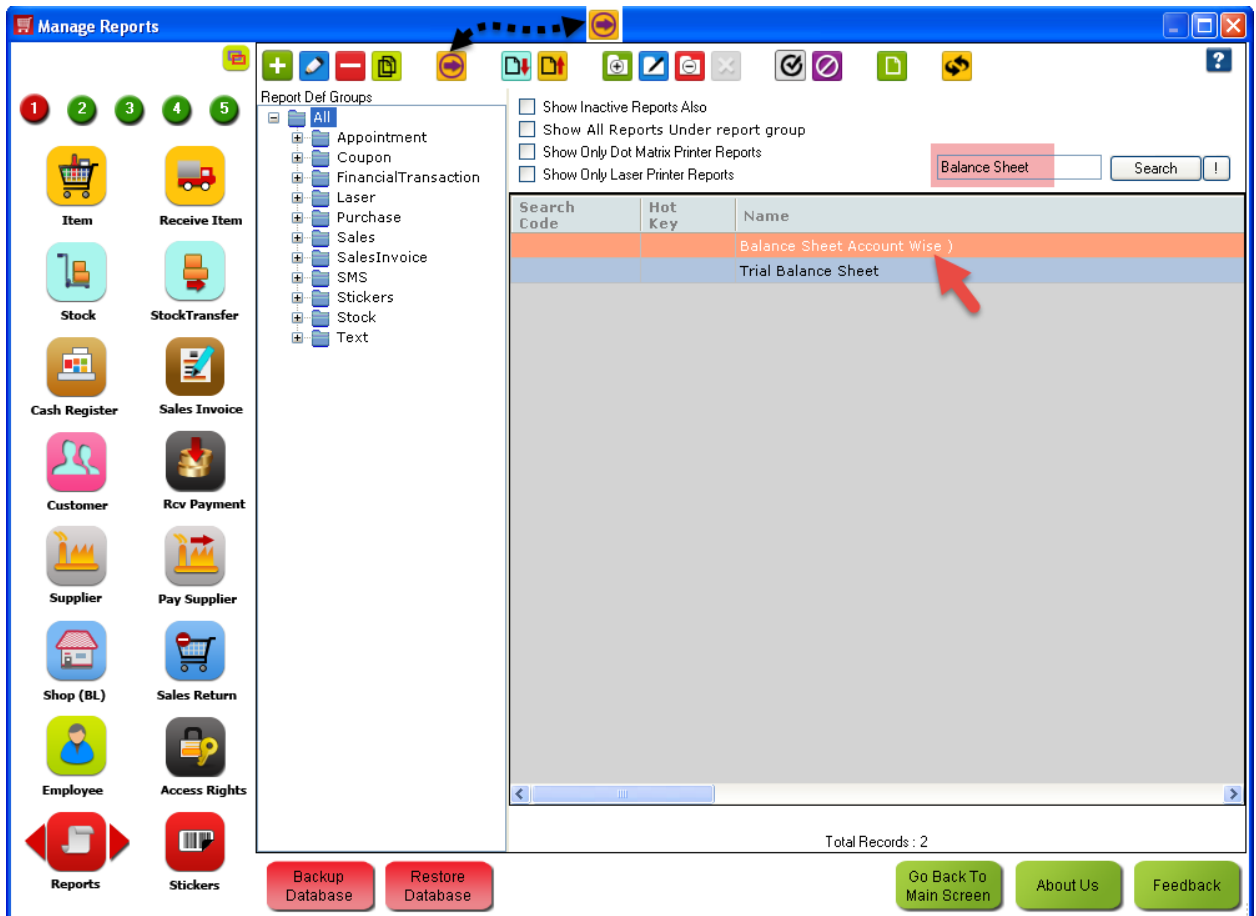 Manage Reports
?
1 2 3 4 5
Report Def Groups
All
Appointment
Coupon
FinancialTransaction
Laser
Purchase
Sales
SalesInvoice
SMS
Stickers
Stock
Text
Show Inactive Reports Also
Show All Reports Under report group
Show Only Dot Matrix Printer Reports
Show Only Laser Printer Reports
Balance Sheet
Search
!
Search Hot Name
Code Key
Balance Sheet Account Wise )
Trial Balance Sheet
Total Records : 2
Item Receive Item
Stock StockTransfer
Cash Register Sales Invoice
Customer Rcv Payment
Supplier Pay Supplier
Shop (BL) Sales Return
Employee Access Rights
Reports Stickers
Backup
Database
Restore
Database
Go Back To
Main Screen
About Us
Feedback